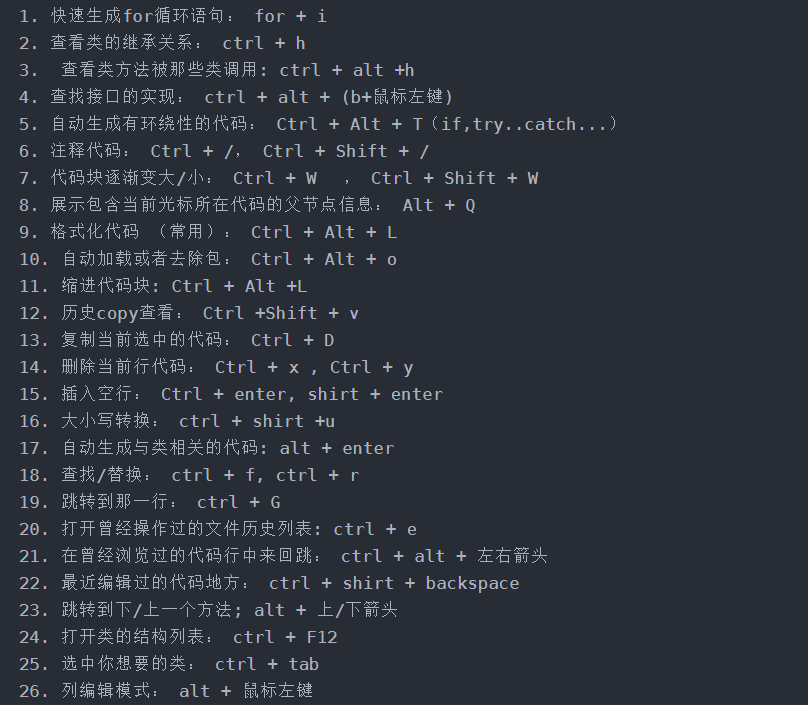 1. 快速生成for循环语句： for + i
2. 查看类的继承关系： ctrl + h
3.  查看类方法被那些类调用: ctrl + alt +h
4. 查找接口的实现： ctrl + alt + (b+鼠标左键)
5. 自动生成有环绕性的代码： Ctrl + Alt + T（if,try..catch...）
6. 注释代码： Ctrl + /， Ctrl + Shift + /
7. 代码块逐渐变大/小： Ctrl + W  ， Ctrl + Shift + W
8. 展示包含当前光标所在代码的父节点信息： Alt + Q
9. 格式化代码 （常用）： Ctrl + Alt + L
10. 自动加载或者去除包： Ctrl + Alt + o
11. 缩进代码块: Ctrl + Alt +L
12. 历史copy查看： Ctrl +Shift + v
13. 复制当前选中的代码： Ctrl + D
14. 删除当前行代码： Ctrl + x , Ctrl + y
15. 插入空行： Ctrl + enter, shirt + enter
16. 大小写转换： ctrl + shirt +u
17. 自动生成与类相关的代码: alt + enter
18. 查找/替换： ctrl + f, ctrl + r
19. 跳转到那一行： ctrl + G
20. 打开曾经操作过的文件历史列表: ctrl + e
21. 在曾经浏览过的代码行中来回跳： ctrl + alt + 左右箭头
22. 最近编辑过的代码地方： ctrl + shirt + backspace
23. 跳转到下/上一个方法; alt + 上/下箭头
24. 打开类的结构列表： ctrl + F12
25. 选中你想要的类： ctrl + tab
26. 列编辑模式： alt + 鼠标左键